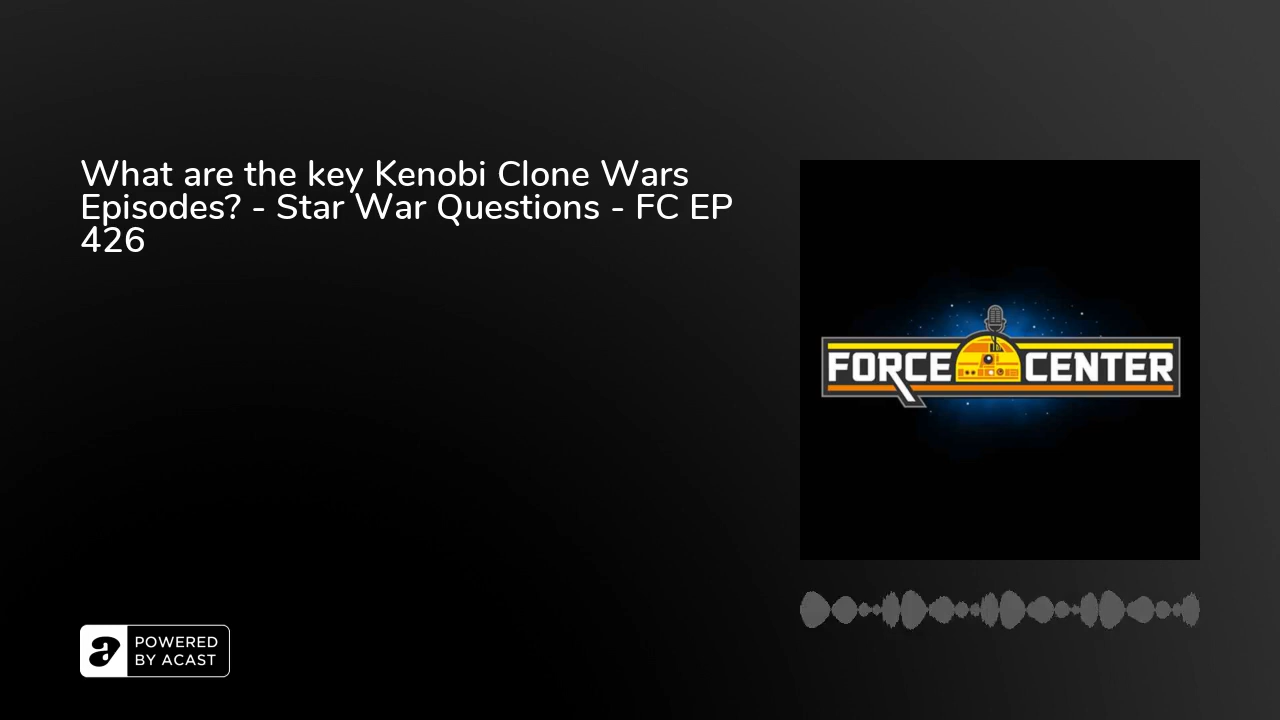 What are the key Kenobi Clone Wars
Episodes? - Star War Questions - FC EP
426
FORCE CENTER
POWERED
BY ACAST